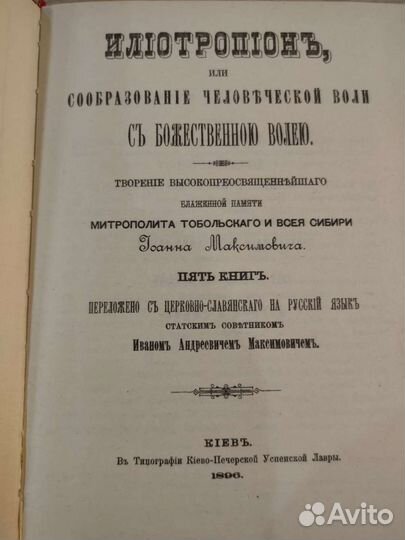 ИЛІОТРОПІОНЪ,
ИЛИ
СООБРАЗОВАНІЕ ЧЕЛОВѢЧЕСКОЙ ВОЛИ
СЪ БОЖЕСТВЕННОЮ ВОЛЕЮ.
ТВОРЕНІЕ ВЫСОКОПРЕОСВЯЩЕННѢЙШАГО
БЛАЖЕННОЙ ПАМЯТИ
МИТРОПОЛИТА ТОБОЛЬСКАГО И ВСЕЯ СИБИРИ
Іоанна Максимовича.
ПЯТЬ КНИГЪ.
ПЕРЕЛОЖЕНО СЪ ЦЕРКОВНО-СЛАВЯНСКАГО НА РУССКІЙ ЯЗЫКЪ
СТАТСКИМЪ СОВѢТНИКОМЪ
Иваномъ Андреевичемъ Максимовичемъ.
КІЕВЪ.
Въ Типографіи Кіево-Печерской Успенской Лавры.
1896.
Avito